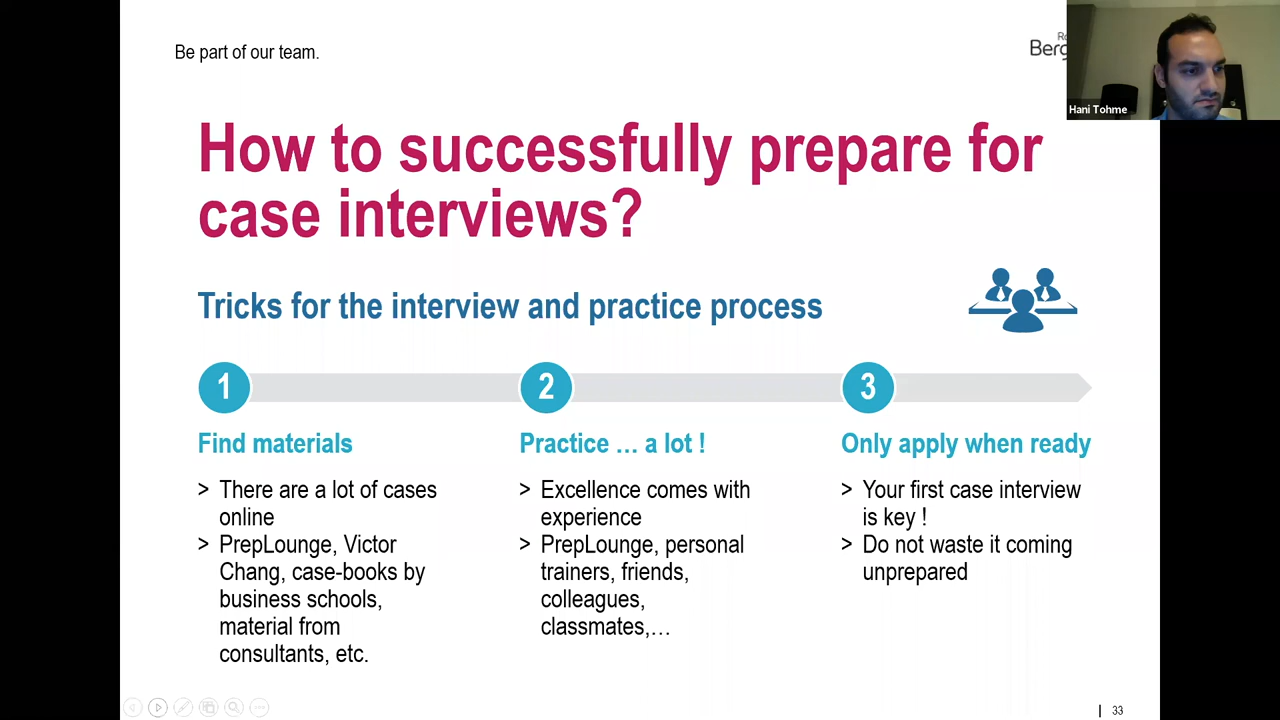 Be part of our team.
Hani Tohme
How to successfully prepare for
case interviews?
Tricks for the interview and practice process
1
2
3
Find materials
> There are a lot of cases
online
> PrepLounge, Victor
Chang, case-books by
business schools,
material from
consultants, etc.
Practice … a lot !
> Excellence comes with
experience
> PrepLounge, personal
trainers, friends,
colleagues,
classmates,…
Only apply when ready
> Your first case interview
is key !
> Do not waste it coming
unprepared
33